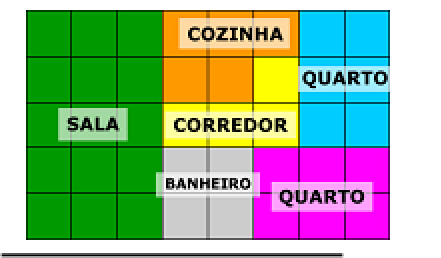 COZINHA
QUARTO
SALA
CORREDOR
BANHEIRO
QUARTO